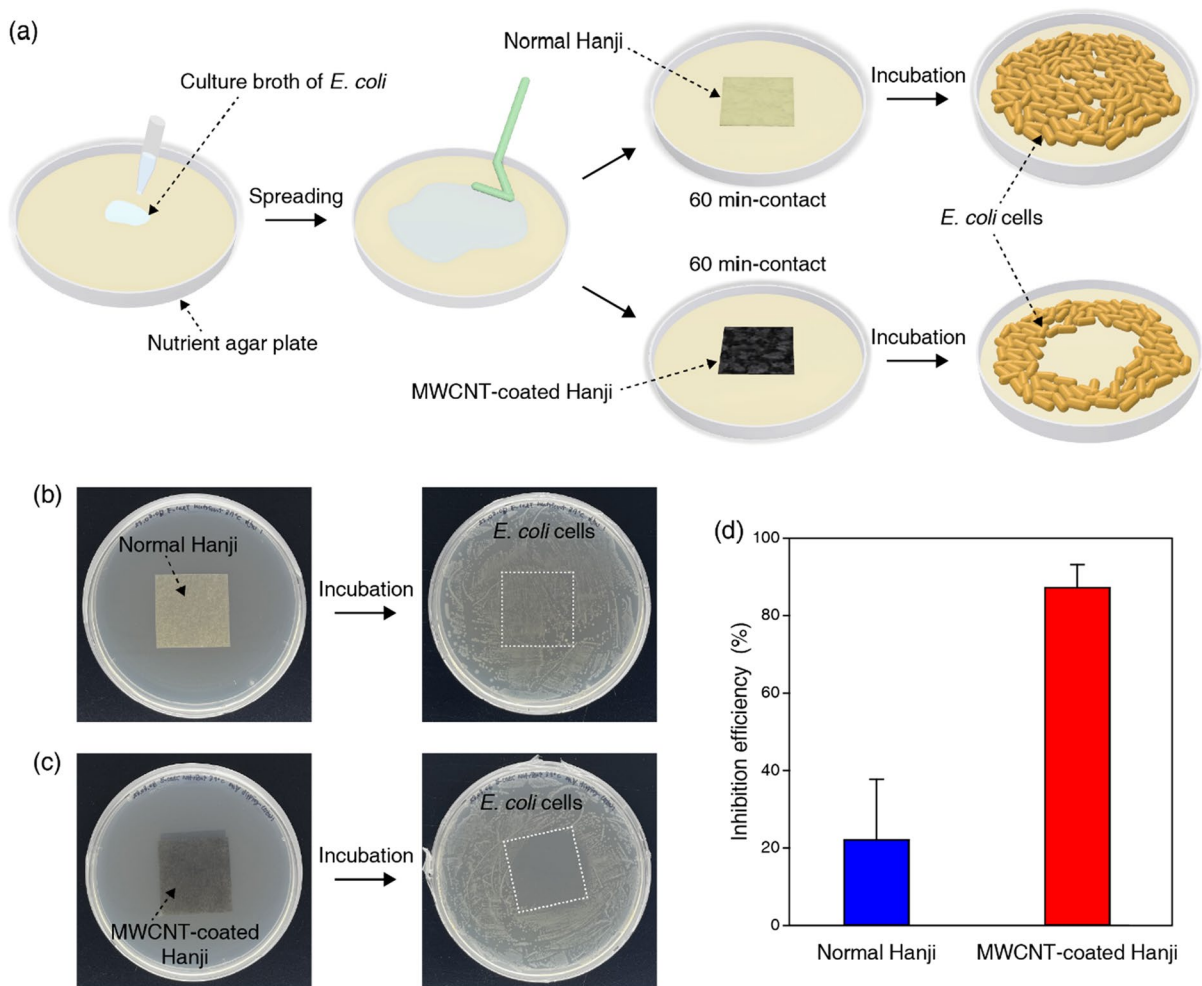 (a)
Normal Hanji
Incubation
Culture broth of E. coli
Spreading
60 min-contact
E. coli cells
60 min-contact
Nutrient agar plate
Incubation
MWCNT-coated Hanji
(b)
Normal Hanji
Incubation
E. coli cells
(c)
MWCNT-coated
Hanji
Incubation
E. coli cells
(d)
Inhibition efficiency (%)
100
80
60
40
20
0
Normal Hanji
MWCNT-coated Hanji